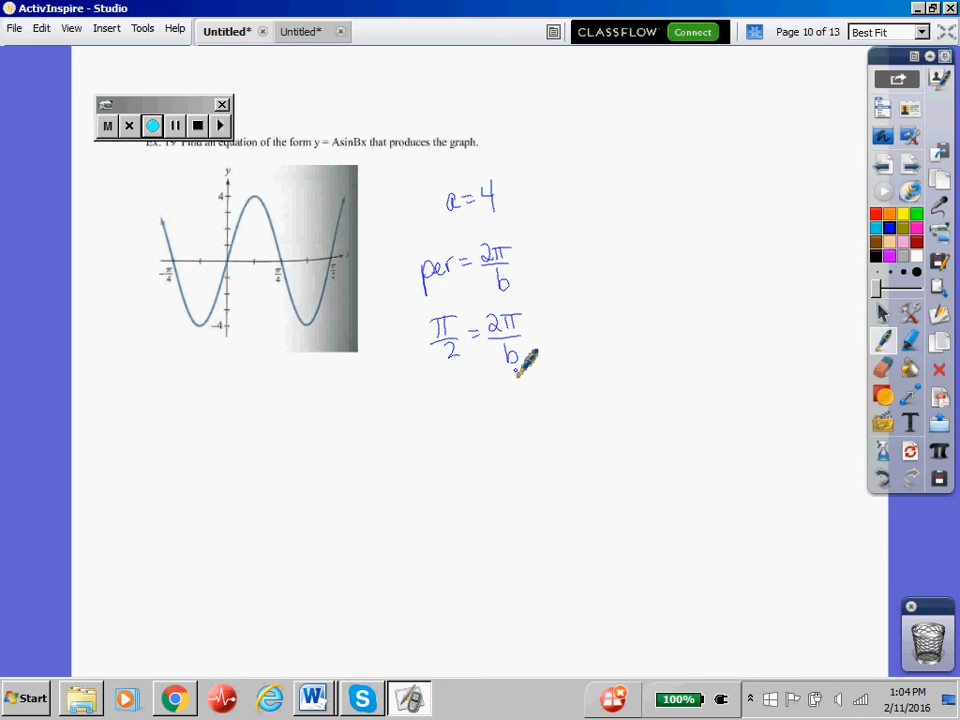 ActivInspire - Studio
File Edit View Insert Tools Help
Untitled* Untitled*
CLASSFLOW Connect
Page 10 of 13 Best Fit
M
Ex. 19 Find an equation of the form y = AsinBx that produces the graph.
y
4
-4
a = 4
per = 2π/b
π/2 = 2π/b
T π
Start
W S
100%
1:04 PM
2/11/2016